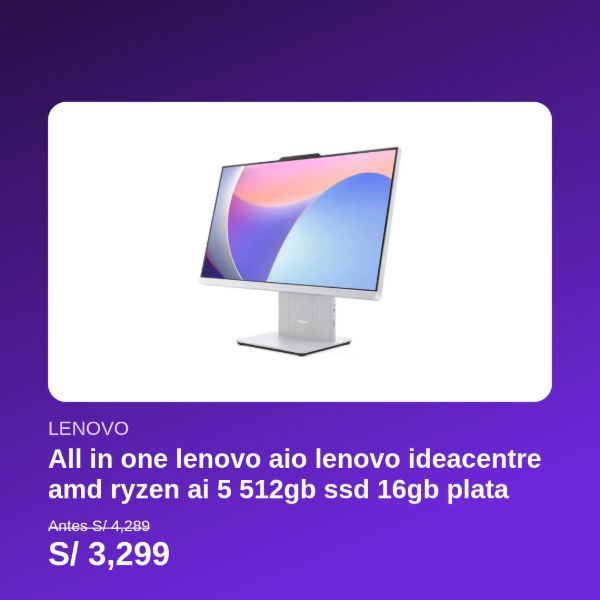 LENOVO
All in one lenovo aio lenovo ideacentre
amd ryzen ai 5 512gb ssd 16gb plata
Antes S/ 4,289
S/ 3,299